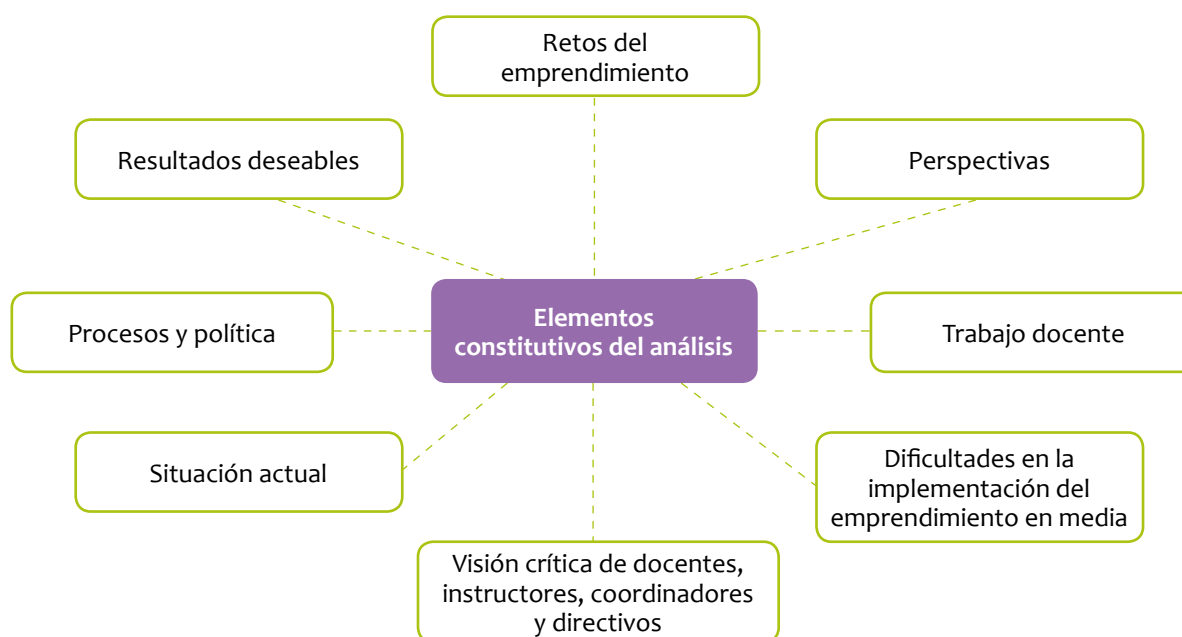 Retos del
emprendimiento
Resultados deseables
Perspectivas
Elementos
constitutivos del análisis
Procesos y política
Trabajo docente
Situación actual
Dificultades en la
implementación del
emprendimiento en media
Visión crítica de docentes,
instructores, coordinadores
y directivos